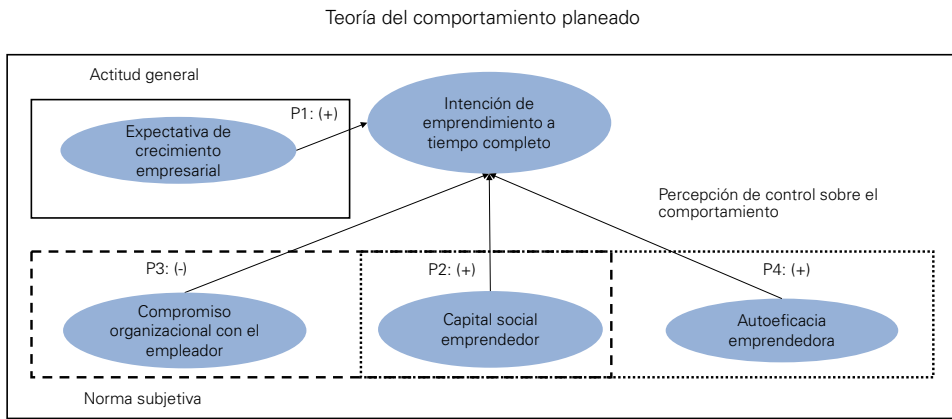 Teoría del comportamiento planeado
Actitud general
P1: (+)
Expectativa de
crecimiento
empresarial
Intención de
emprendimiento a
tiempo completo
Percepción de control sobre el
comportamiento
P3: (-)
P2: (+)
P4: (+)
Compromiso
organizacional con el
empleador
Capital social
emprendedor
Autoeficacia
emprendedora
Norma subjetiva